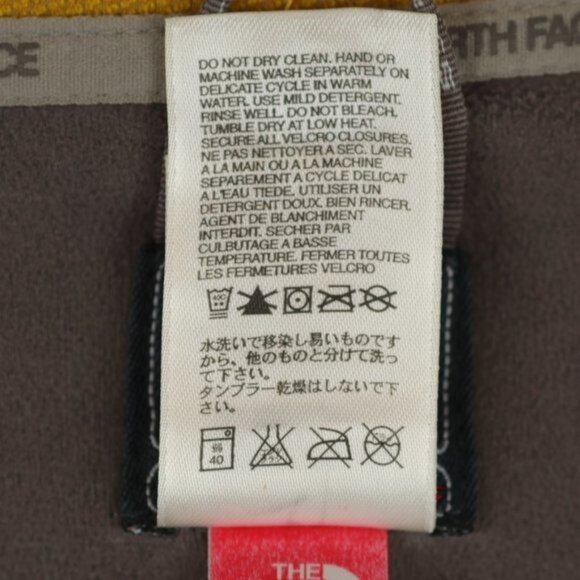 CE
RTH FAC
DO NOT DRY CLEAN. HAND OR
MACHINE WASH SEPARATELY ON
DELICATE CYCLE IN WARM
WATER. USE MILD DETERGENT.
RINSE WELL. DO NOT BLEACH.
TUMBLE DRY AT LOW HEAT.
SECURE ALL VELCRO CLOSURES.
NE PAS NETTOYER A SEC. LAVER
A LA MAIN OU A LA MACHINE
SEPAREMENT A CYCLE DELICAT
A L'EAU TIEDE. UTILISER UN
DETERGENT DOUX. BIEN RINCER.
AGENT DE BLANCHIMENT
INTERDIT. SECHER PAR
CULBUTAGE A BASSE
TEMPERATURE. FERMER TOUTES
LES FERMETURES VELCRO
40C
水洗いで移染し易いものです
から、他のものと分けて洗っ
て下さい。
タンブラー乾燥はしないで下
さい。
弱
40
THE